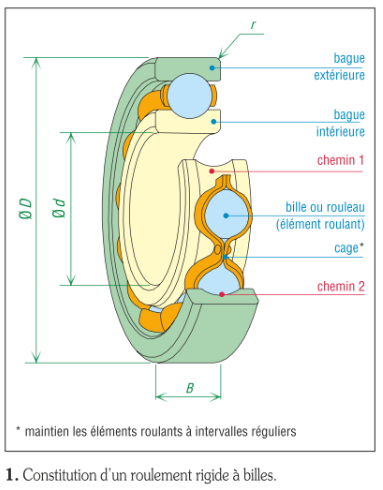 r
bague
extérieure
bague
intérieure
chemin 1
bille ou rouleau
(élément roulant)
cage*
chemin 2
Ø D
Ø d
B
* maintien les éléments roulants à intervalles réguliers
1. Constitution d'un roulement rigide à billes.